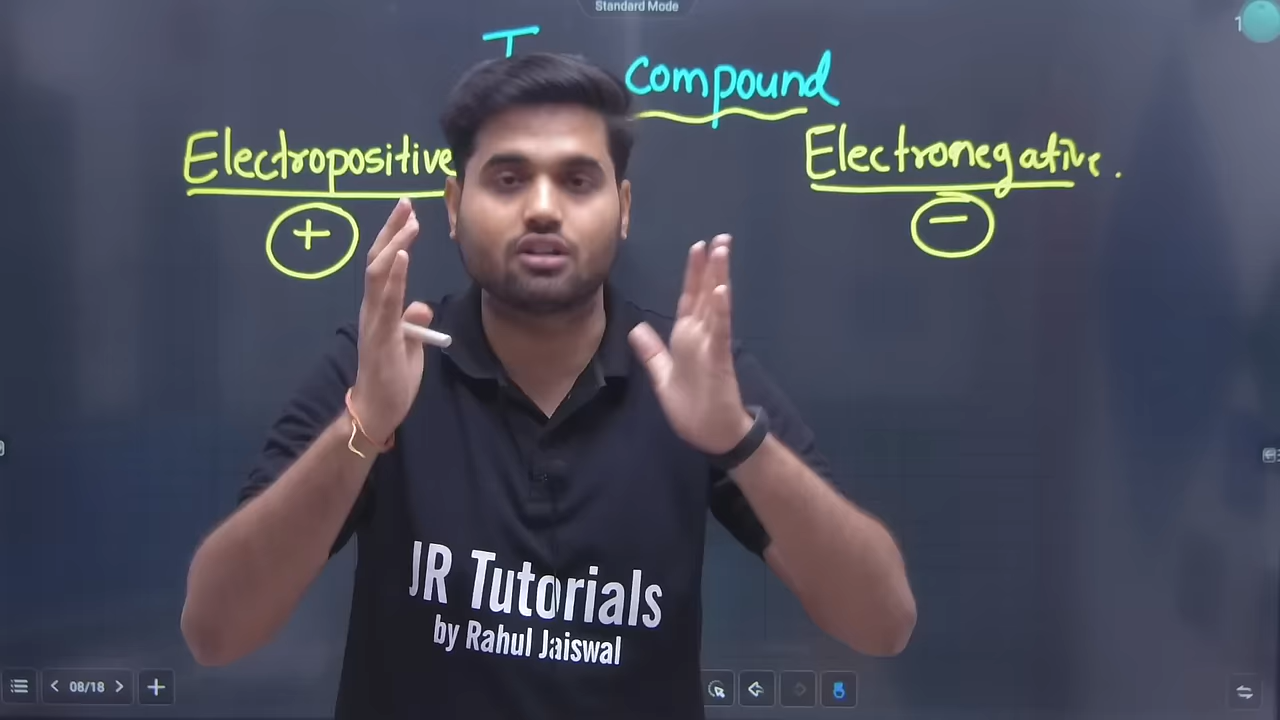 Standard Mode
compound
Electropositive
Electronegative.
+
−
JR Tutorials
by Rahul Jaiswal
08/18